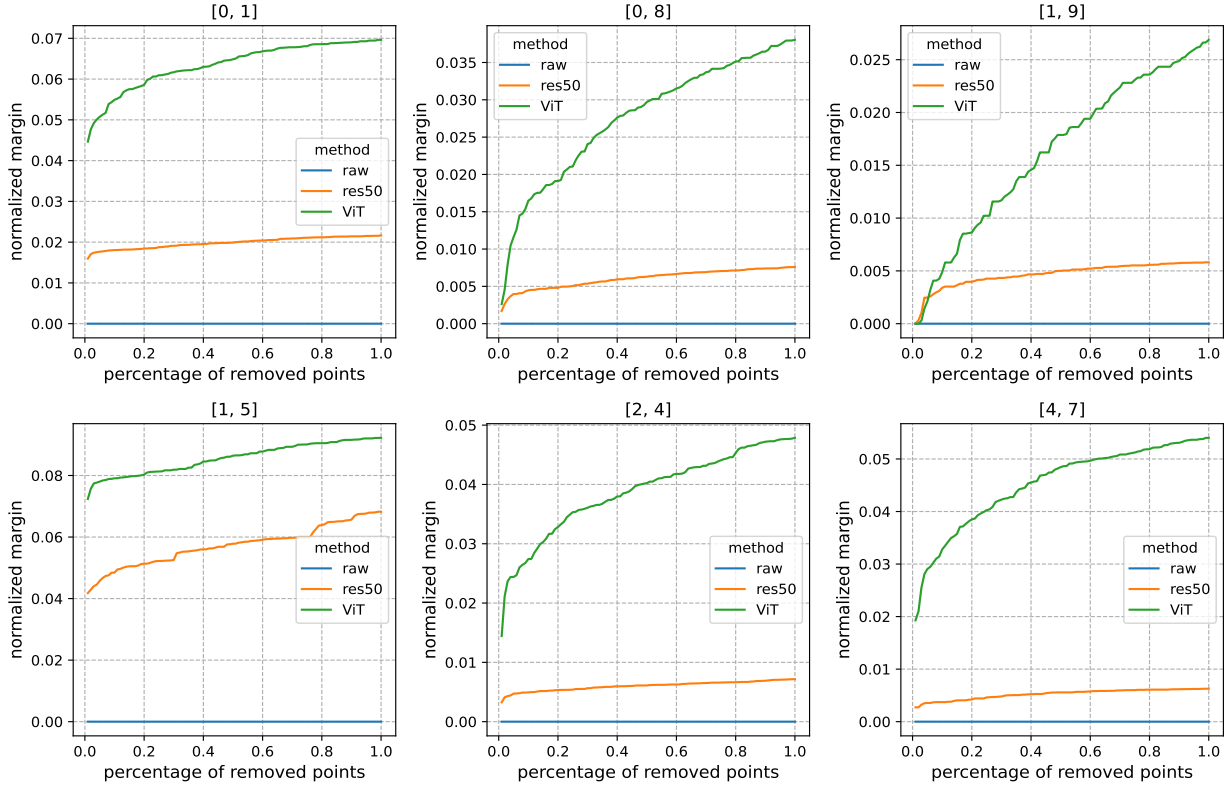 [0, 1]
normalized margin
0.07
0.06
0.05
0.04
0.03
0.02
0.01
0.00
method
raw
res50
ViT
0.0 0.2 0.4 0.6 0.8 1.0
percentage of removed points
[0, 8]
normalized margin
0.035
0.030
0.025
0.020
0.015
0.010
0.005
0.000
method
raw
res50
ViT
0.0 0.2 0.4 0.6 0.8 1.0
percentage of removed points
[1, 9]
normalized margin
0.025
0.020
0.015
0.010
0.005
0.000
method
raw
res50
ViT
0.0 0.2 0.4 0.6 0.8 1.0
percentage of removed points
[1, 5]
normalized margin
0.08
0.06
0.04
0.02
0.00
method
raw
res50
ViT
0.0 0.2 0.4 0.6 0.8 1.0
percentage of removed points
[2, 4]
normalized margin
0.05
0.04
0.03
0.02
0.01
0.00
method
raw
res50
ViT
0.0 0.2 0.4 0.6 0.8 1.0
percentage of removed points
[4, 7]
normalized margin
0.05
0.04
0.03
0.02
0.01
0.00
method
raw
res50
ViT
0.0 0.2 0.4 0.6 0.8 1.0
percentage of removed points